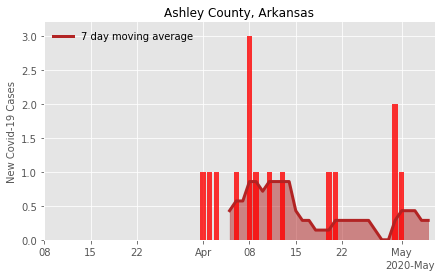 Ashley County, Arkansas
7 day moving average
New Covid-19 Cases
3.0
2.5
2.0
1.5
1.0
0.5
0.0
08 15 22 Apr 08 15 22 May
2020-May